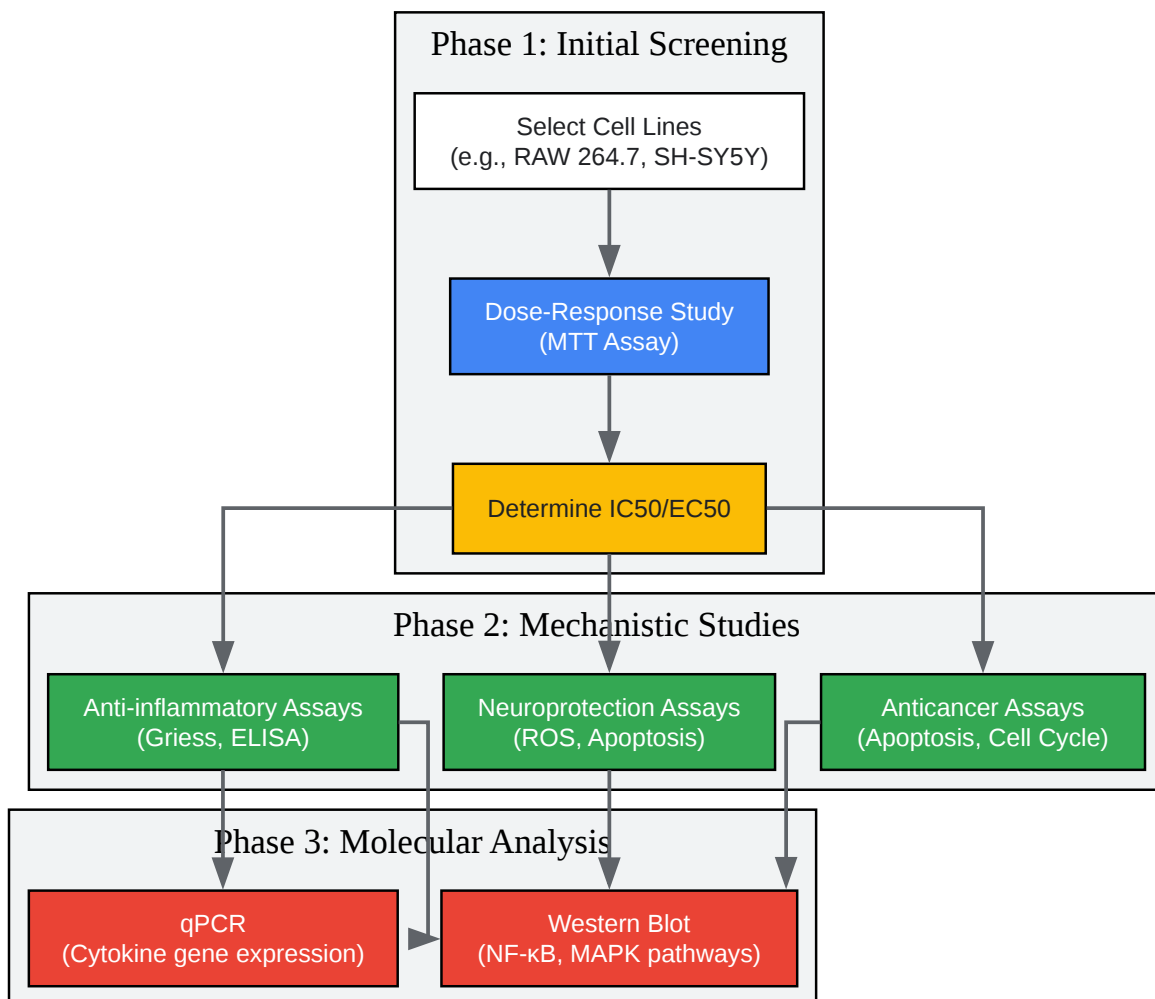 Phase 1: Initial Screening
Select Cell Lines
(e.g., RAW 264.7, SH-SY5Y)
Dose-Response Study
(MTT Assay)
Determine IC50/EC50
Phase 2: Mechanistic Studies
Anti-inflammatory Assays
(Griess, ELISA)
Neuroprotection Assays
(ROS, Apoptosis)
Anticancer Assays
(Apoptosis, Cell Cycle)
Phase 3: Molecular Analysis
qPCR
(Cytokine gene expression)
Western Blot
(NF-κB, MAPK pathways)